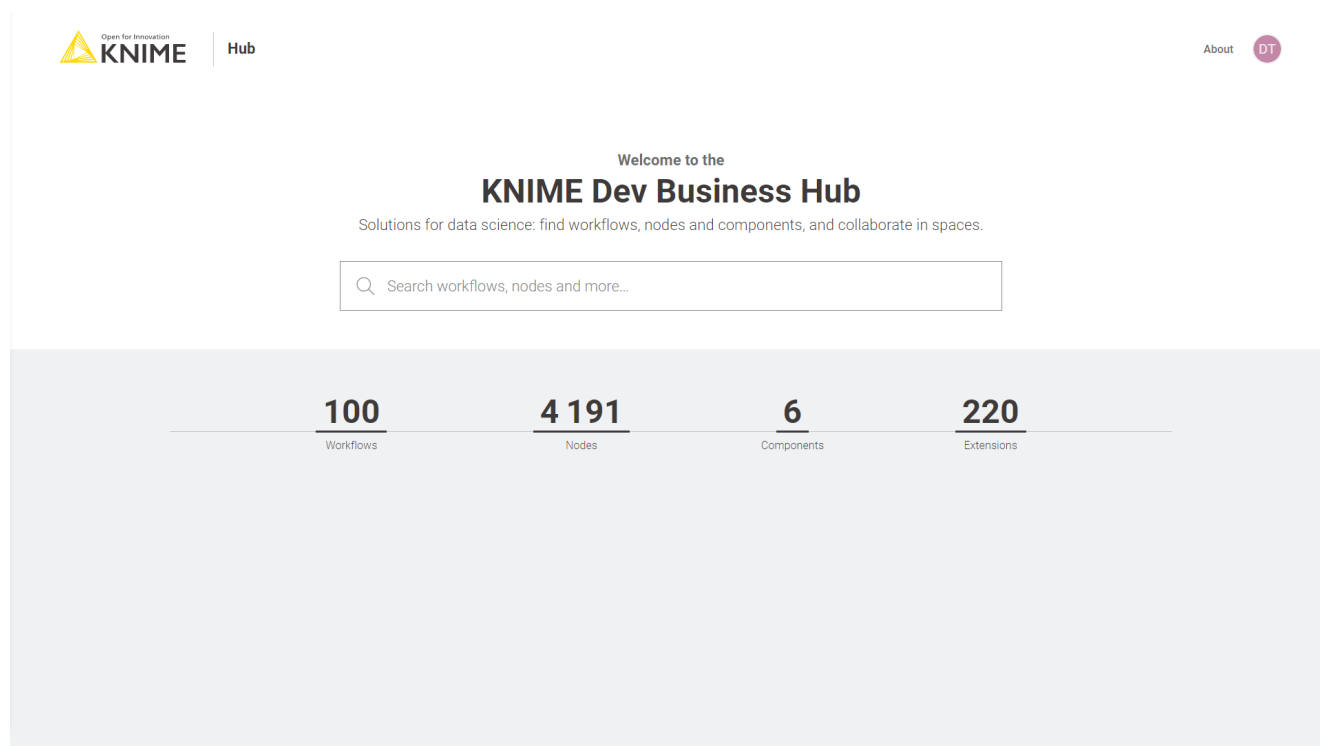 Open for Innovation
KNIME
Hub
About
DT
Welcome to the
KNIME Dev Business Hub
Solutions for data science: find workflows, nodes and components, and collaborate in spaces.
Search workflows, nodes and more...
100
4 191
6
220
Workflows
Nodes
Components
Extensions